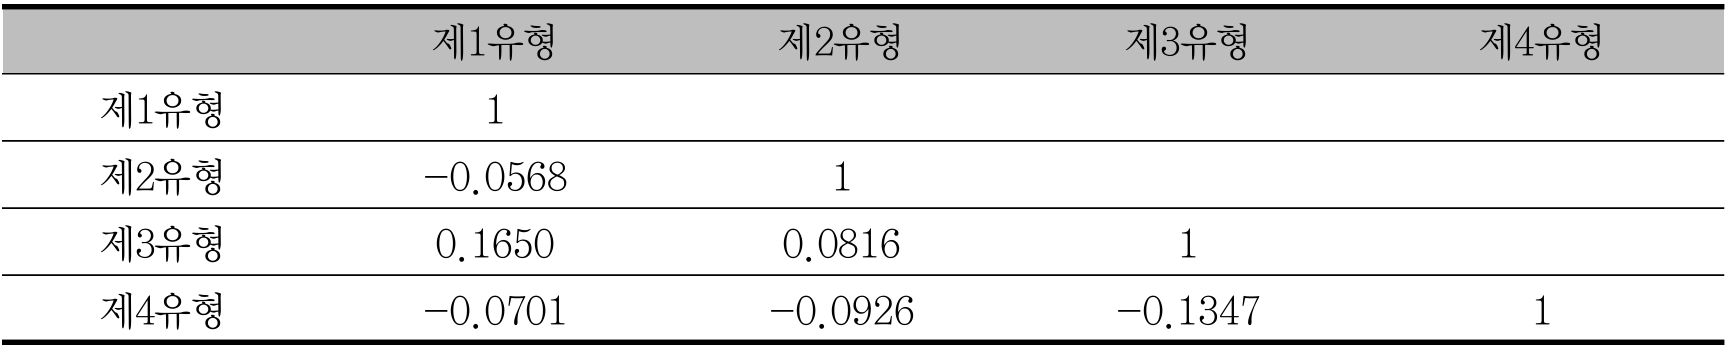 제1유형 제2유형 제3유형 제4유형
제1유형 1
제2유형 -0.0568 1
제3유형 0.1650 0.0816 1
제4유형 -0.0701 -0.0926 -0.1347 1